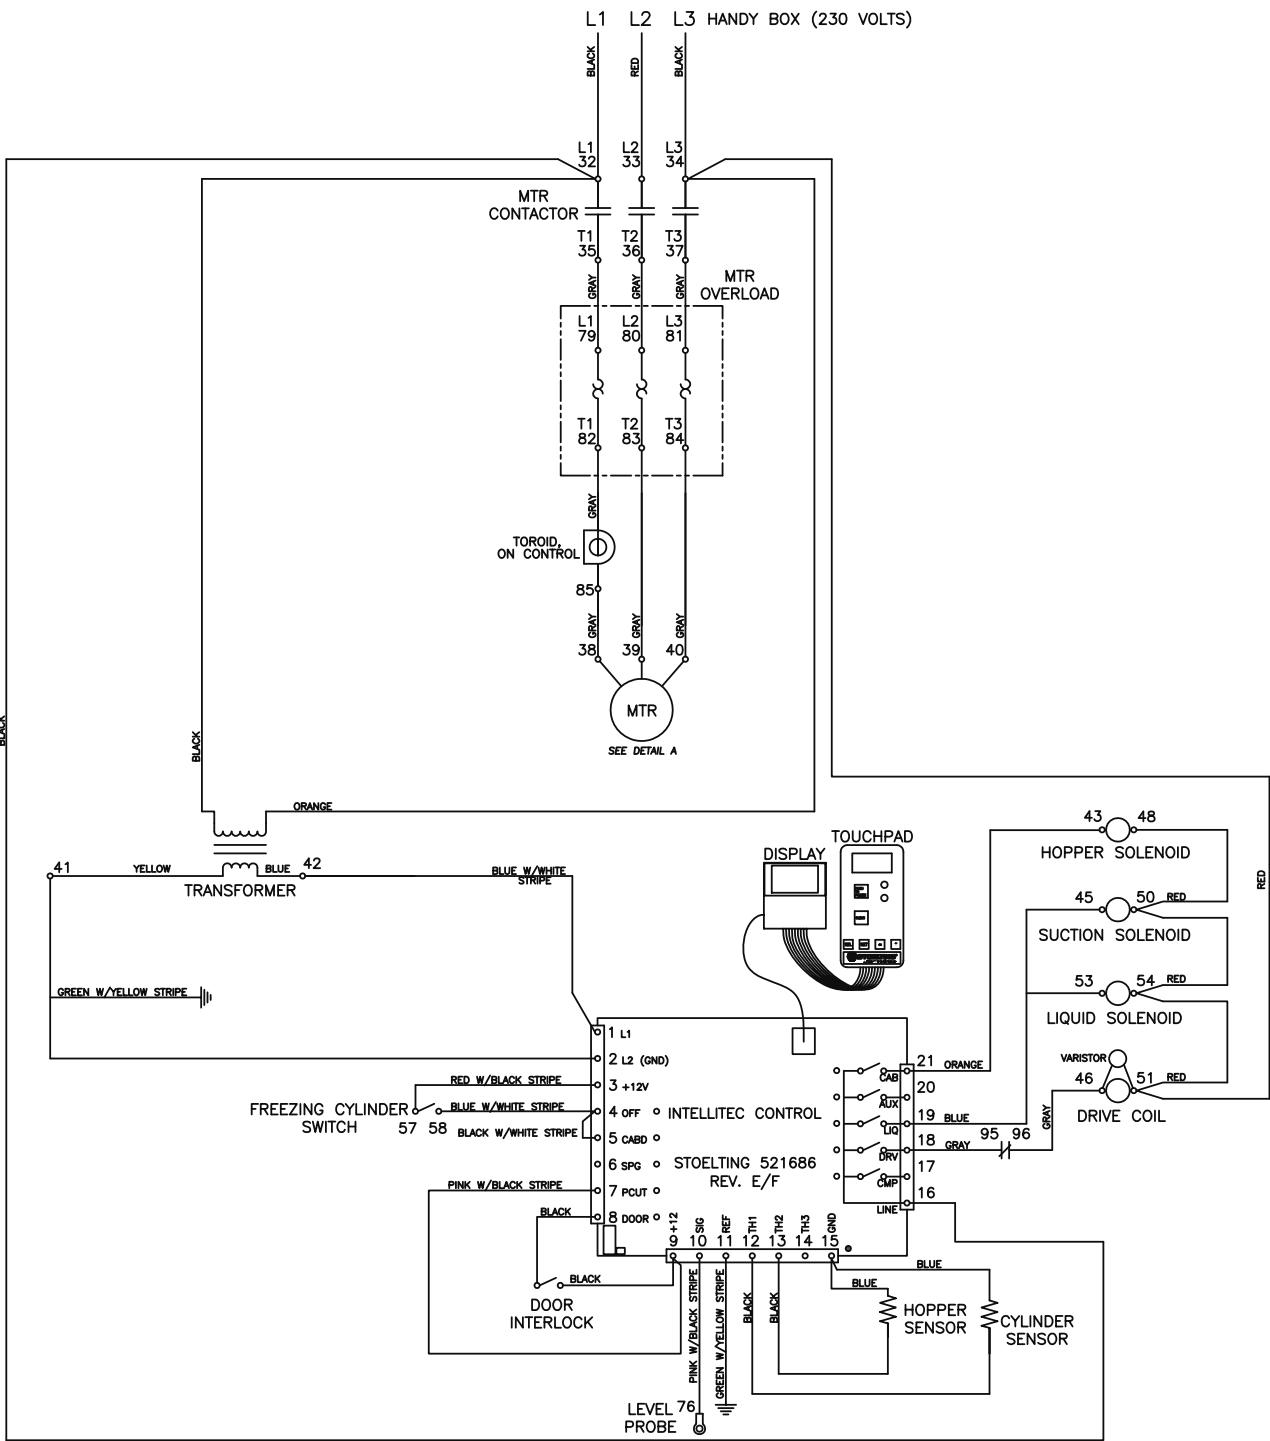 L1 L2 L3 HANDY BOX (230 VOLTS)
BLACK RED BLACK
L1 L2 L3
32 33 34
MTR
CONTACTOR
T1 T2 T3
35 36 37
GRAY GRAY GRAY
MTR
OVERLOAD
L1 L2 L3
79 80 81
T1 T2 T3
82 83 84
GRAY
TOROID,
ON CONTROL
85
GRAY GRAY GRAY
38 39 40
MTR
SEE DETAIL A
BLACK
BLACK
ORANGE
41
YELLOW
BLUE
42
TRANSFORMER
BLUE W/WHITE
STRIPE
GREEN W/YELLOW STRIPE
DISPLAY
TOUCHPAD
43 48
HOPPER SOLENOID
RED
45 50 RED
SUCTION SOLENOID
53 54 RED
LIQUID SOLENOID
VARISTOR
46 51 RED
DRIVE COIL
1 L1
2 L2 (GND)
RED W/BLACK STRIPE
3 +12V
FREEZING CYLINDER
SWITCH
57 58
BLUE W/WHITE STRIPE
4 OFF
BLACK W/WHITE STRIPE
5 CABD
6 SPG
PINK W/BLACK STRIPE
7 PCUT
BLACK
8 DOOR
INTELLITEC CONTROL
STOELTING 521686
REV. E/F
21 ORANGE
CAB
20
AUX
19 BLUE
LIQ
18 GRAY
95 96
GRAY
DRV
17
CMP
16
LINE
+12 SIG REF TH1 TH2 TH3 GND
9 10 11 12 13 14 15
BLACK
DOOR
INTERLOCK
PINK W/BLACK STRIPE
GREEN W/YELLOW STRIPE
BLACK
BLACK
BLUE
BLUE
HOPPER
SENSOR
CYLINDER
SENSOR
LEVEL
PROBE
76